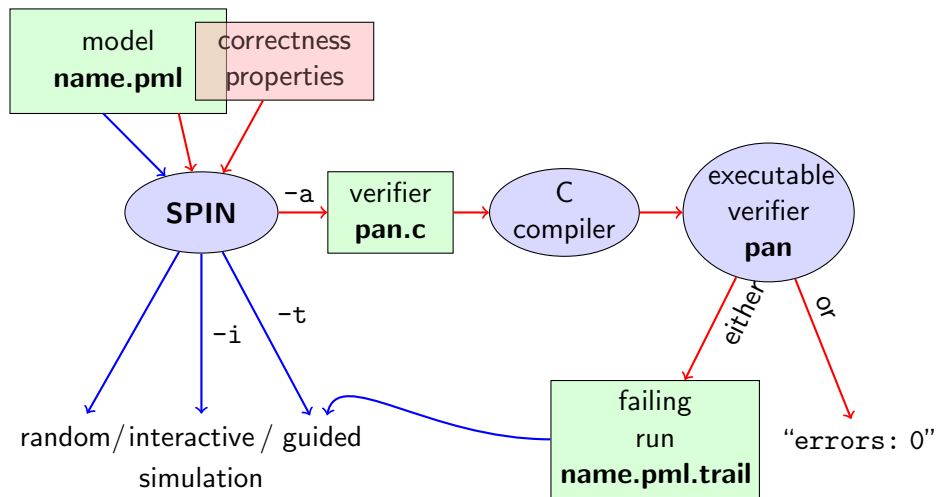 model
name.pml
correctness
properties
SPIN
-a
verifier
pan.c
C
compiler
executable
verifier
pan
-i
-t
either
or
random/interactive/ guided
simulation
failing
run
name.pml.trail
“errors: 0”